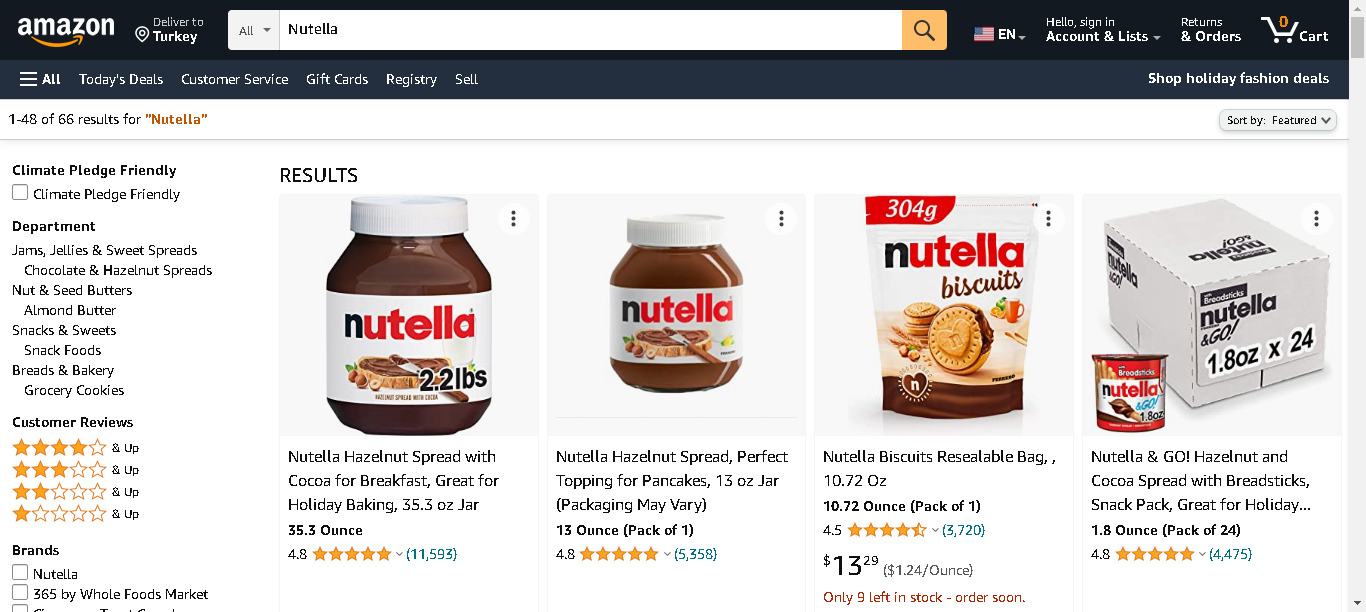 amazon
Deliver to
Turkey
All
Nutella
EN
Hello, sign in
Account & Lists
Returns
& Orders
0
Cart
All
Today's Deals
Customer Service
Gift Cards
Registry
Sell
Shop holiday fashion deals
1-48 of 66 results for "Nutella"
Sort by: Featured
Climate Pledge Friendly
Climate Pledge Friendly
Department
Jams, Jellies & Sweet Spreads
Chocolate & Hazelnut Spreads
Nut & Seed Butters
Almond Butter
Snacks & Sweets
Snack Foods
Breads & Bakery
Grocery Cookies
Customer Reviews
& Up
& Up
& Up
& Up
Brands
Nutella
365 by Whole Foods Market
RESULTS
nutella
2.2lbs
HAZELNUT SPREAD WITH COCOA
Nutella Hazelnut Spread with
Cocoa for Breakfast, Great for
Holiday Baking, 35.3 oz Jar
35.3 Ounce
4.8 (11,593)
nutella
Nutella Hazelnut Spread, Perfect
Topping for Pancakes, 13 oz Jar
(Packaging May Vary)
13 Ounce (Pack of 1)
4.8 (5,358)
304g
nutella
biscuits
n
FERRERO
Nutella Biscuits Resealable Bag, ,
10.72 Oz
10.72 Ounce (Pack of 1)
4.5 (3,720)
$13 29 ($1.24/Ounce)
Only 9 left in stock - order soon.
nutella
&GO!
nutella
&GO!
with Breadsticks
nutella
&GO!
1.8oz x 24
Breadsticks
nutella
&GO!
1.8oz
Nutella & GO! Hazelnut and
Cocoa Spread with Breadsticks,
Snack Pack, Great for Holiday...
1.8 Ounce (Pack of 24)
4.8 (4,475)